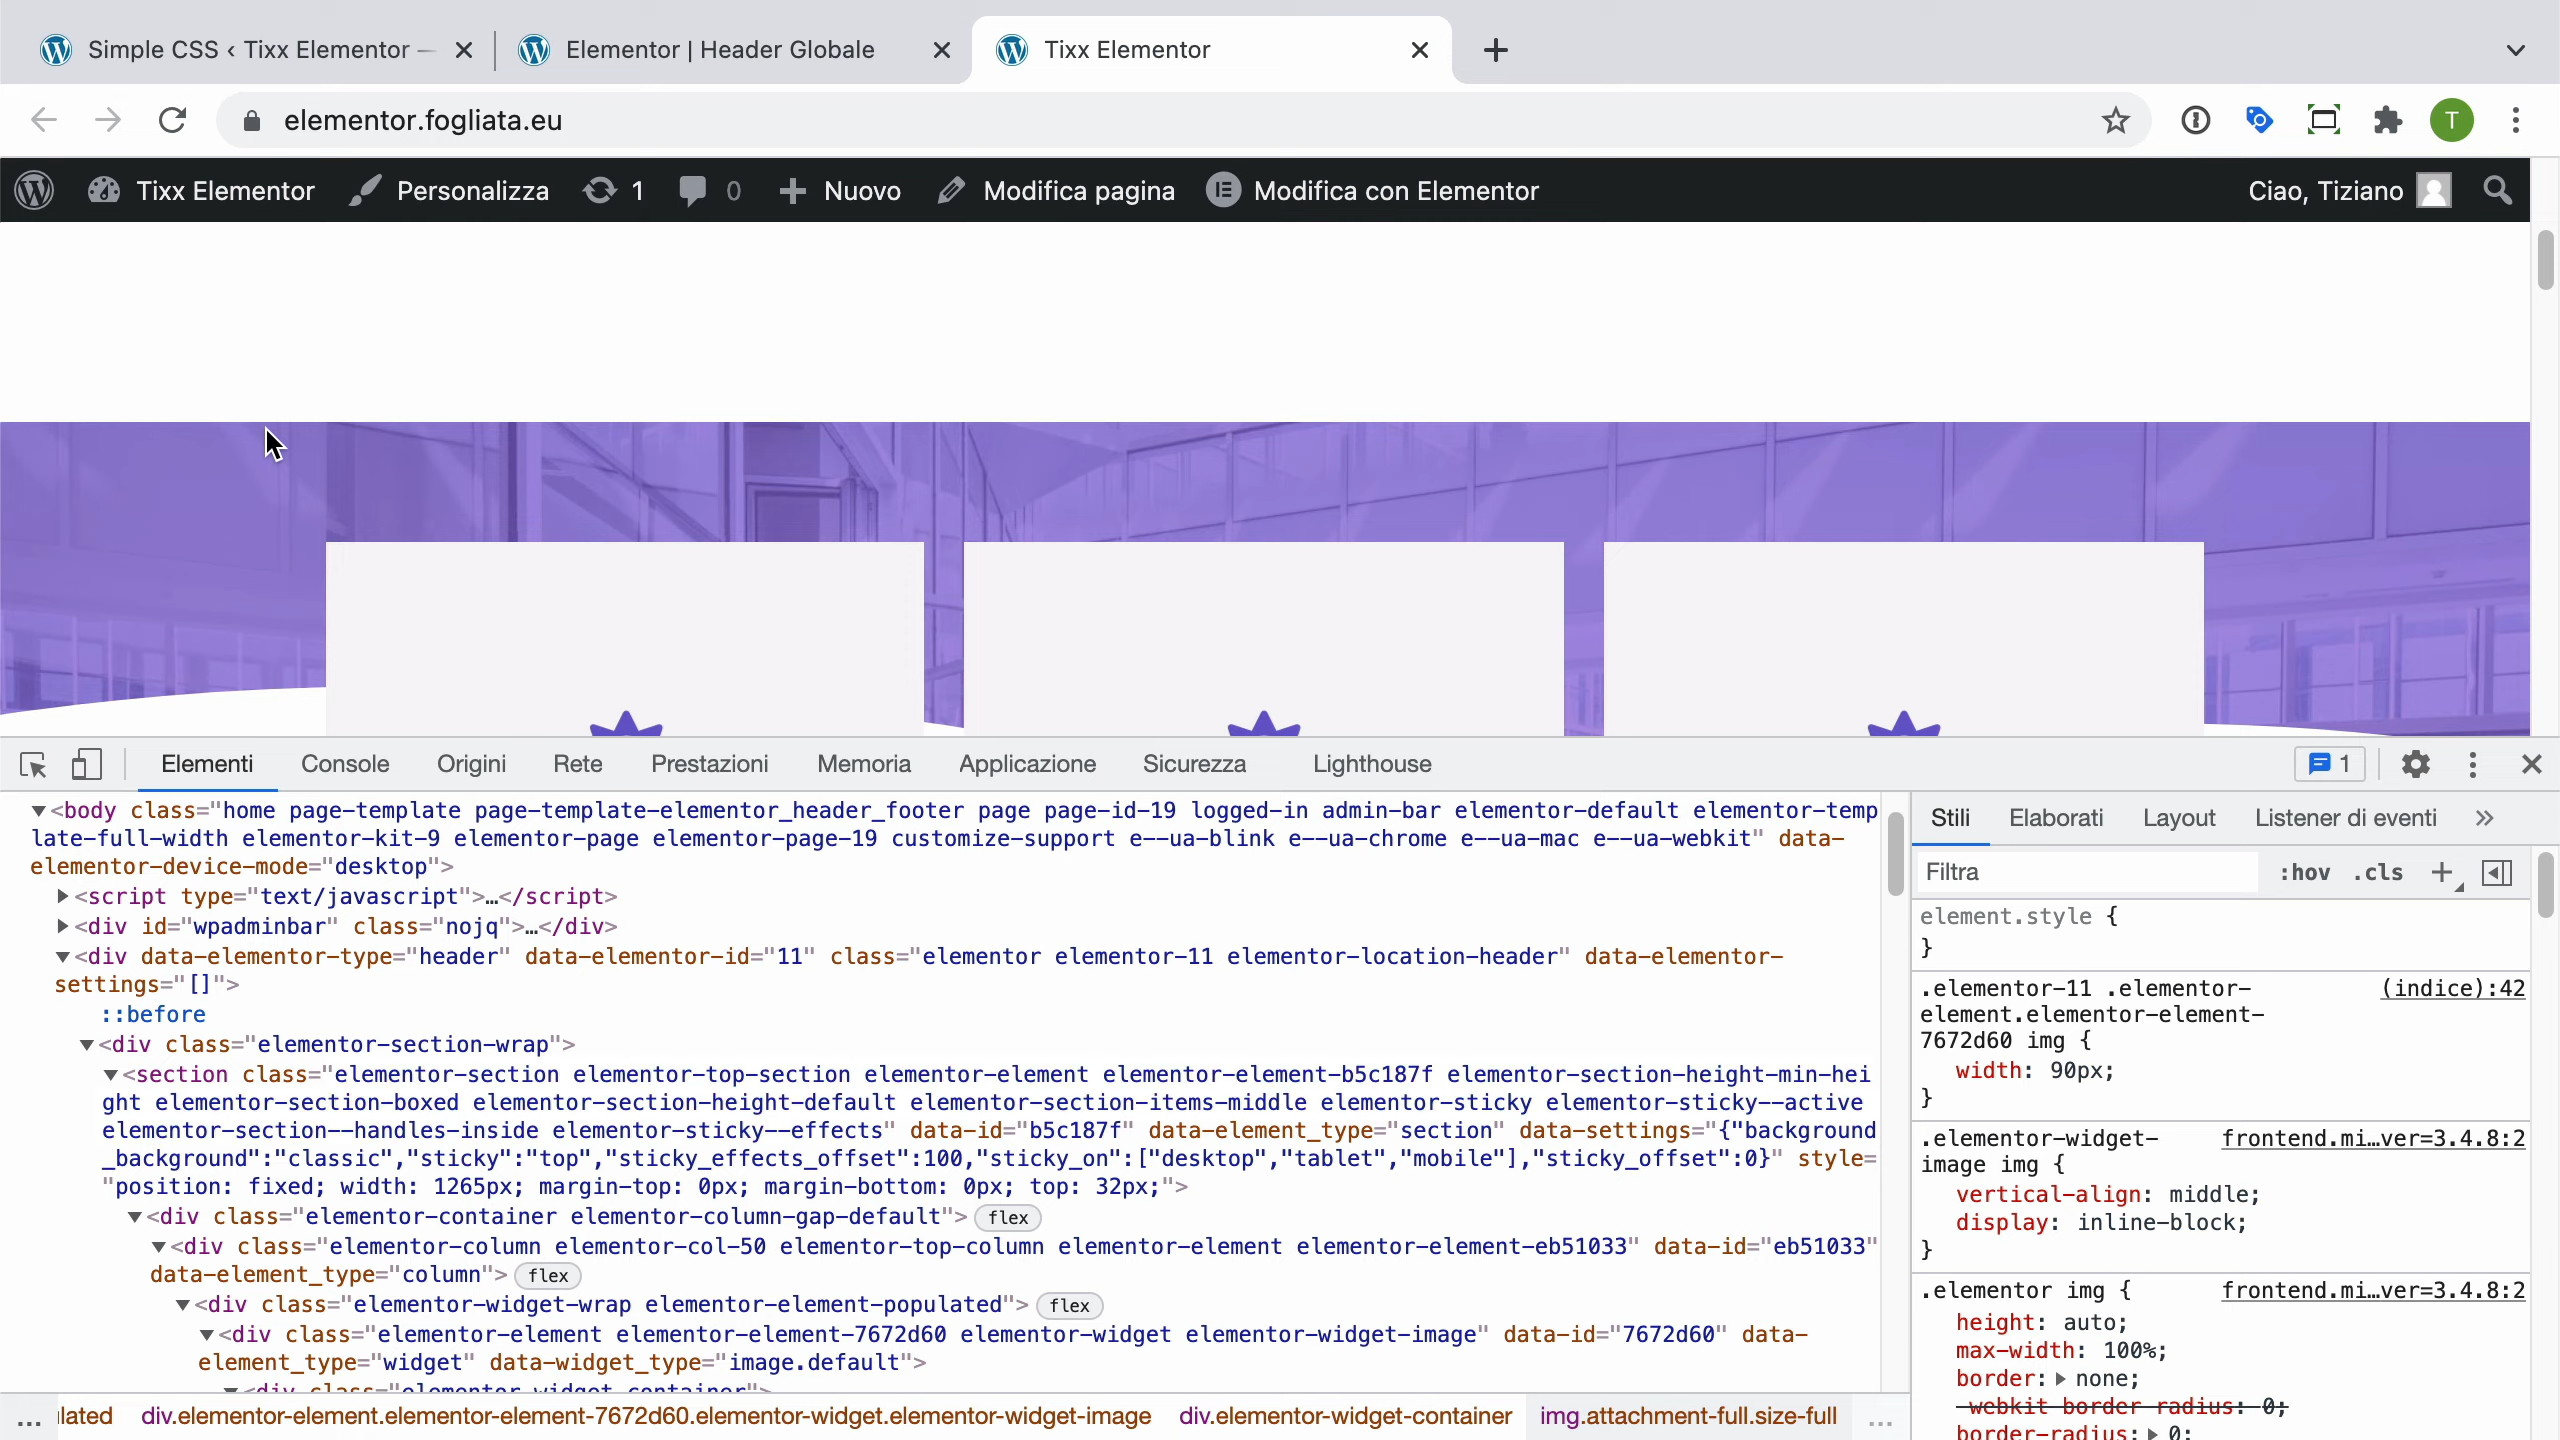 Simple CSS ‹ Tixx Elementor —
Elementor | Header Globale
Tixx Elementor
elementor.fogliata.eu
T
Tixx Elementor
Personalizza
1
0
Nuovo
Modifica pagina
Modifica con Elementor
Ciao, Tiziano
Elementi
Console
Origini
Rete
Prestazioni
Memoria
Applicazione
Sicurezza
Lighthouse
1
<body class="home page-template page-template-elementor_header_footer page page-id-19 logged-in admin-bar elementor-default elementor-temp
late-full-width elementor-kit-9 elementor-page elementor-page-19 customize-support e--ua-blink e--ua-chrome e--ua-mac e--ua-webkit" data-
elementor-device-mode="desktop">
<script type="text/javascript">…</script>
<div id="wpadminbar" class="nojq">…</div>
<div data-elementor-type="header" data-elementor-id="11" class="elementor elementor-11 elementor-location-header" data-elementor-
settings="[]">
::before
<div class="elementor-section-wrap">
<section class="elementor-section elementor-top-section elementor-element elementor-element-b5c187f elementor-section-height-min-hei
ght elementor-section-boxed elementor-section-height-default elementor-section-items-middle elementor-sticky elementor-sticky--active
elementor-section--handles-inside elementor-sticky--effects" data-id="b5c187f" data-element_type="section" data-settings="{"background
_background":"classic","sticky":"top","sticky_effects_offset":100,"sticky_on":["desktop","tablet","mobile"],"sticky_offset":0}" style=
"position: fixed; width: 1265px; margin-top: 0px; margin-bottom: 0px; top: 32px;">
<div class="elementor-container elementor-column-gap-default"> flex
<div class="elementor-column elementor-col-50 elementor-top-column elementor-element elementor-element-eb51033" data-id="eb51033"
data-element_type="column"> flex
<div class="elementor-widget-wrap elementor-element-populated"> flex
<div class="elementor-element elementor-element-7672d60 elementor-widget elementor-widget-image" data-id="7672d60" data-
element_type="widget" data-widget_type="image.default">
<div class="elementor-widget-container">
... lated div.elementor-element.elementor-element-7672d60.elementor-widget.elementor-widget-image div.elementor-widget-container img.attachment-full.size-full ...
Stili
Elaborati
Layout
Listener di eventi
»
Filtra
:hov
.cls
element.style {
}
.elementor-11 .elementor- (indice):42
element.elementor-element-
7672d60 img {
width: 90px;
}
.elementor-widget- frontend.mi…ver=3.4.8:2
image img {
vertical-align: middle;
display: inline-block;
}
.elementor img { frontend.mi…ver=3.4.8:2
height: auto;
max-width: 100%;
border: none;
-webkit-border-radius: 0;
border-radius: 0;